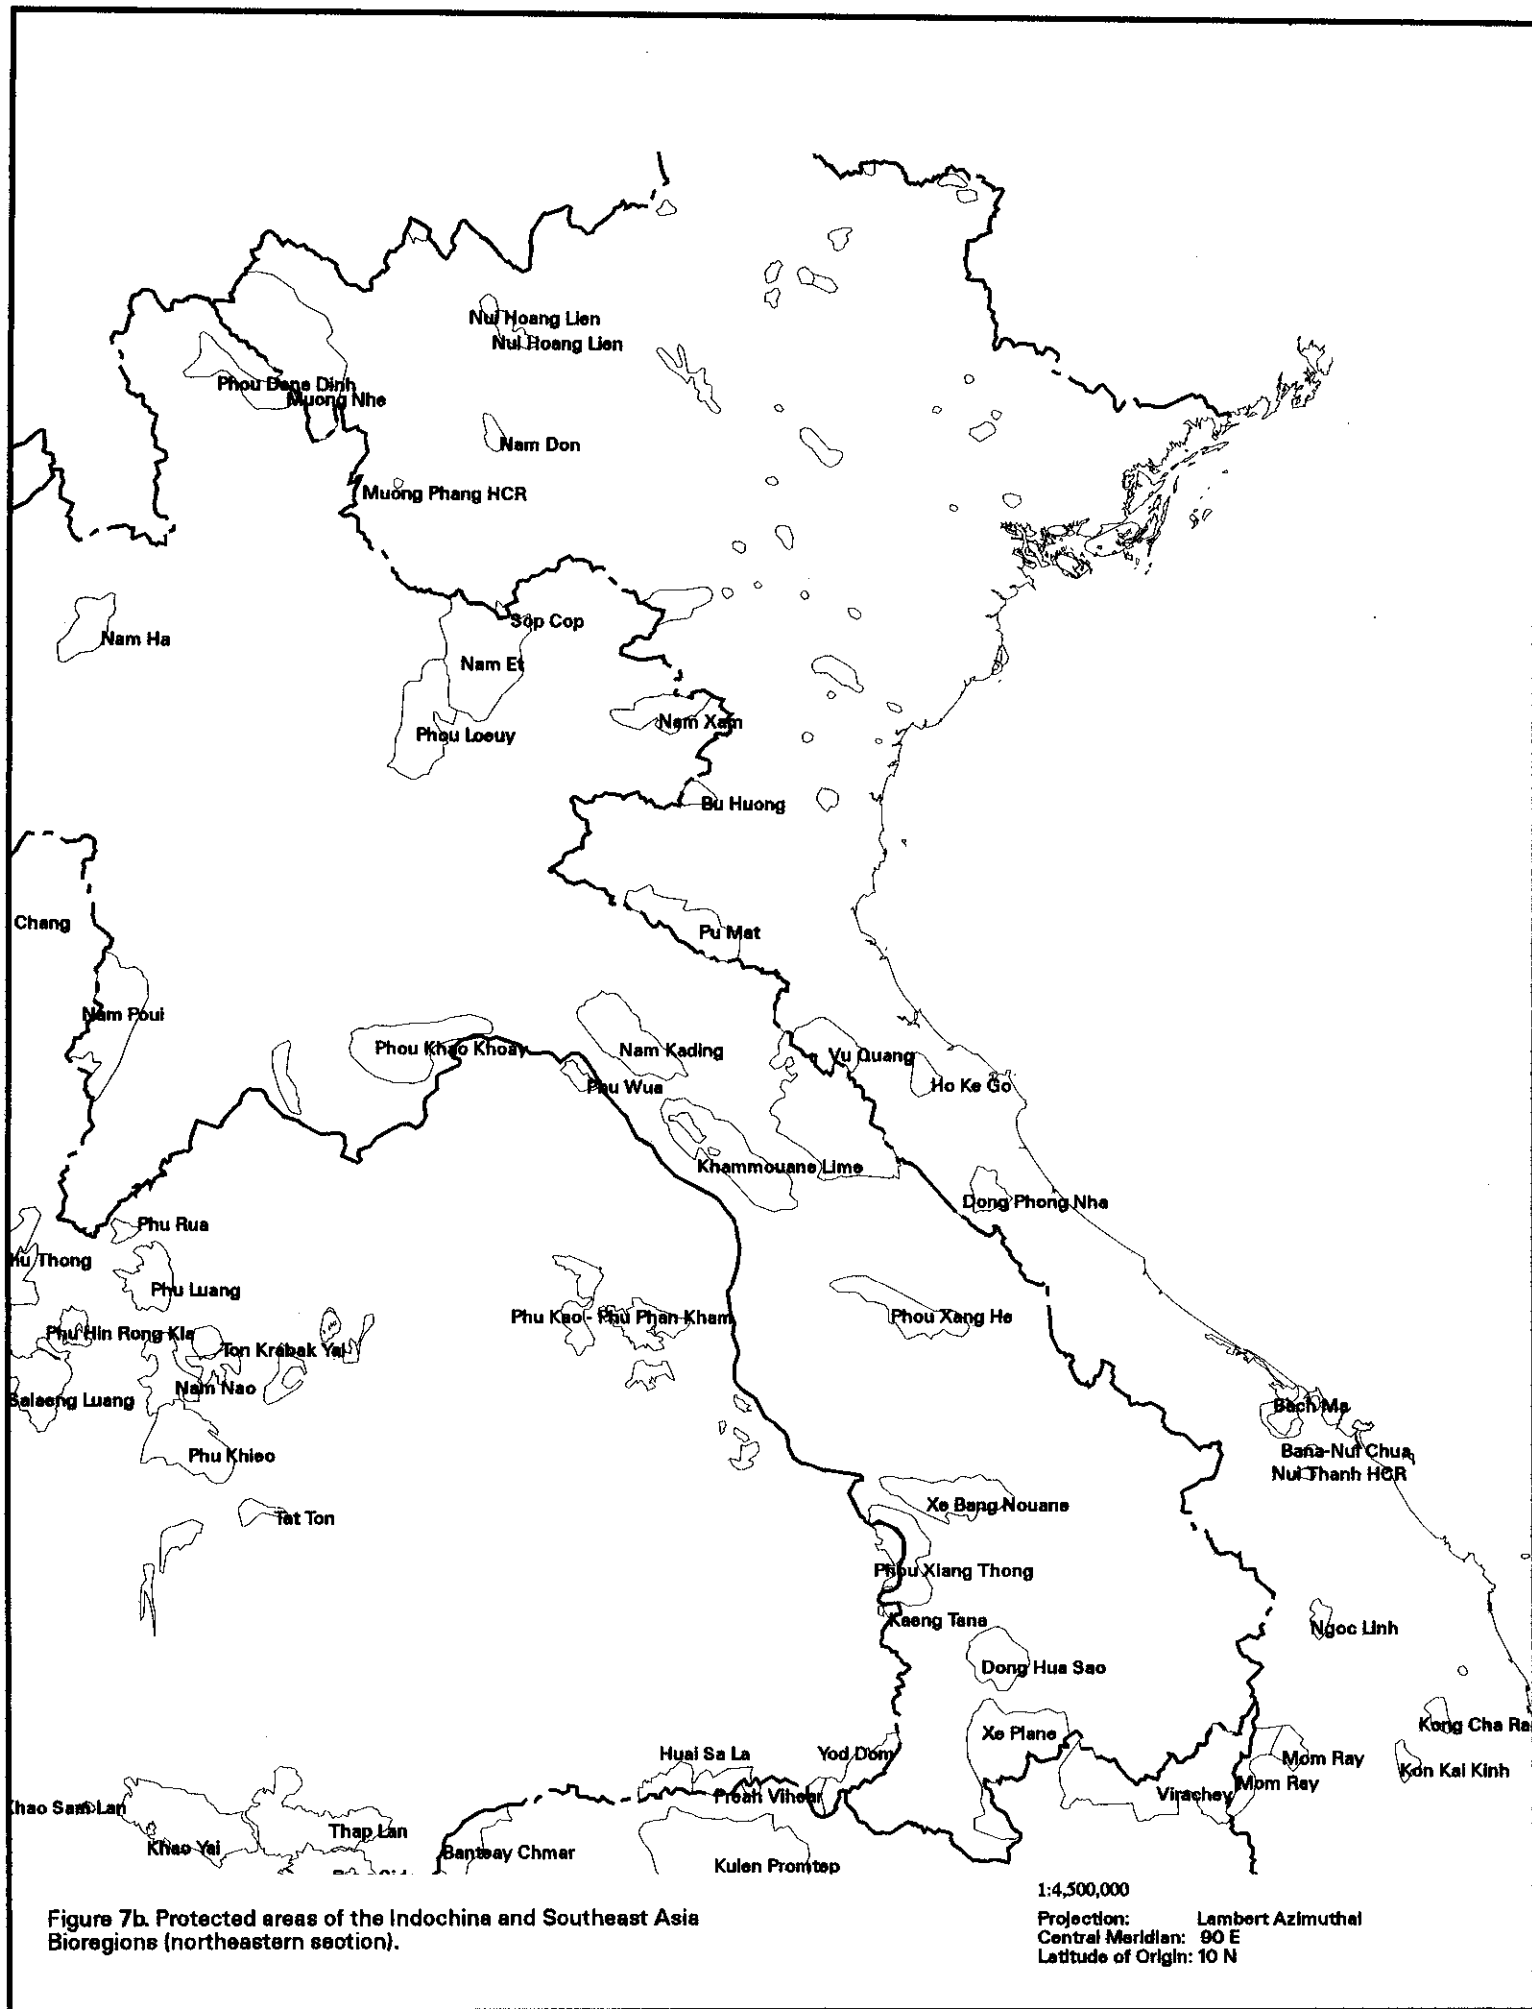 Nui Hoang Lien
Nui Hoang Lien
Phou Dene Dinh
Muong Nhe
Nam Don
Muong Phang HCR
Sop Cop
Nam Ha
Nam Et
Nam Xam
Phou Loeuy
Bu Huong
Chang
Pu Mat
Nam Poui
Phou Khao Khoay
Nam Kading
Vu Quang
Phu Wua
Ho Ke Go
Khammouane Lime
Dong Phong Nha
Phu Rua
hu Thong
Phu Luang
Phu Kao - Phu Phan Kham
Phou Xang He
Phu Hin Rong Kla
Ton Krabak Yai
Nam Nao
Salaeng Luang
Bach Ma
Phu Khieo
Bana-Nui Chua
Nui Thanh HCR
Xe Bang Nouane
Tat Ton
Phou Xiang Thong
Kaeng Tana
Ngoc Linh
Dong Hua Sao
Xe Plane
Kong Cha Ra
Huai Sa La
Yod Dom
Mom Ray
Kon Kai Kinh
Mom Ray
Preah Vihear
Virachey
Khao Sam Lan
Thap Lan
Khao Yai
Banteay Chmar
Kulen Promtep
1:4,500,000
Figure 7b. Protected areas of the Indochina and Southeast Asia
Bioregions (northeastern section).
Projection: Lambert Azimuthal
Central Meridian: 90 E
Latitude of Origin: 10 N